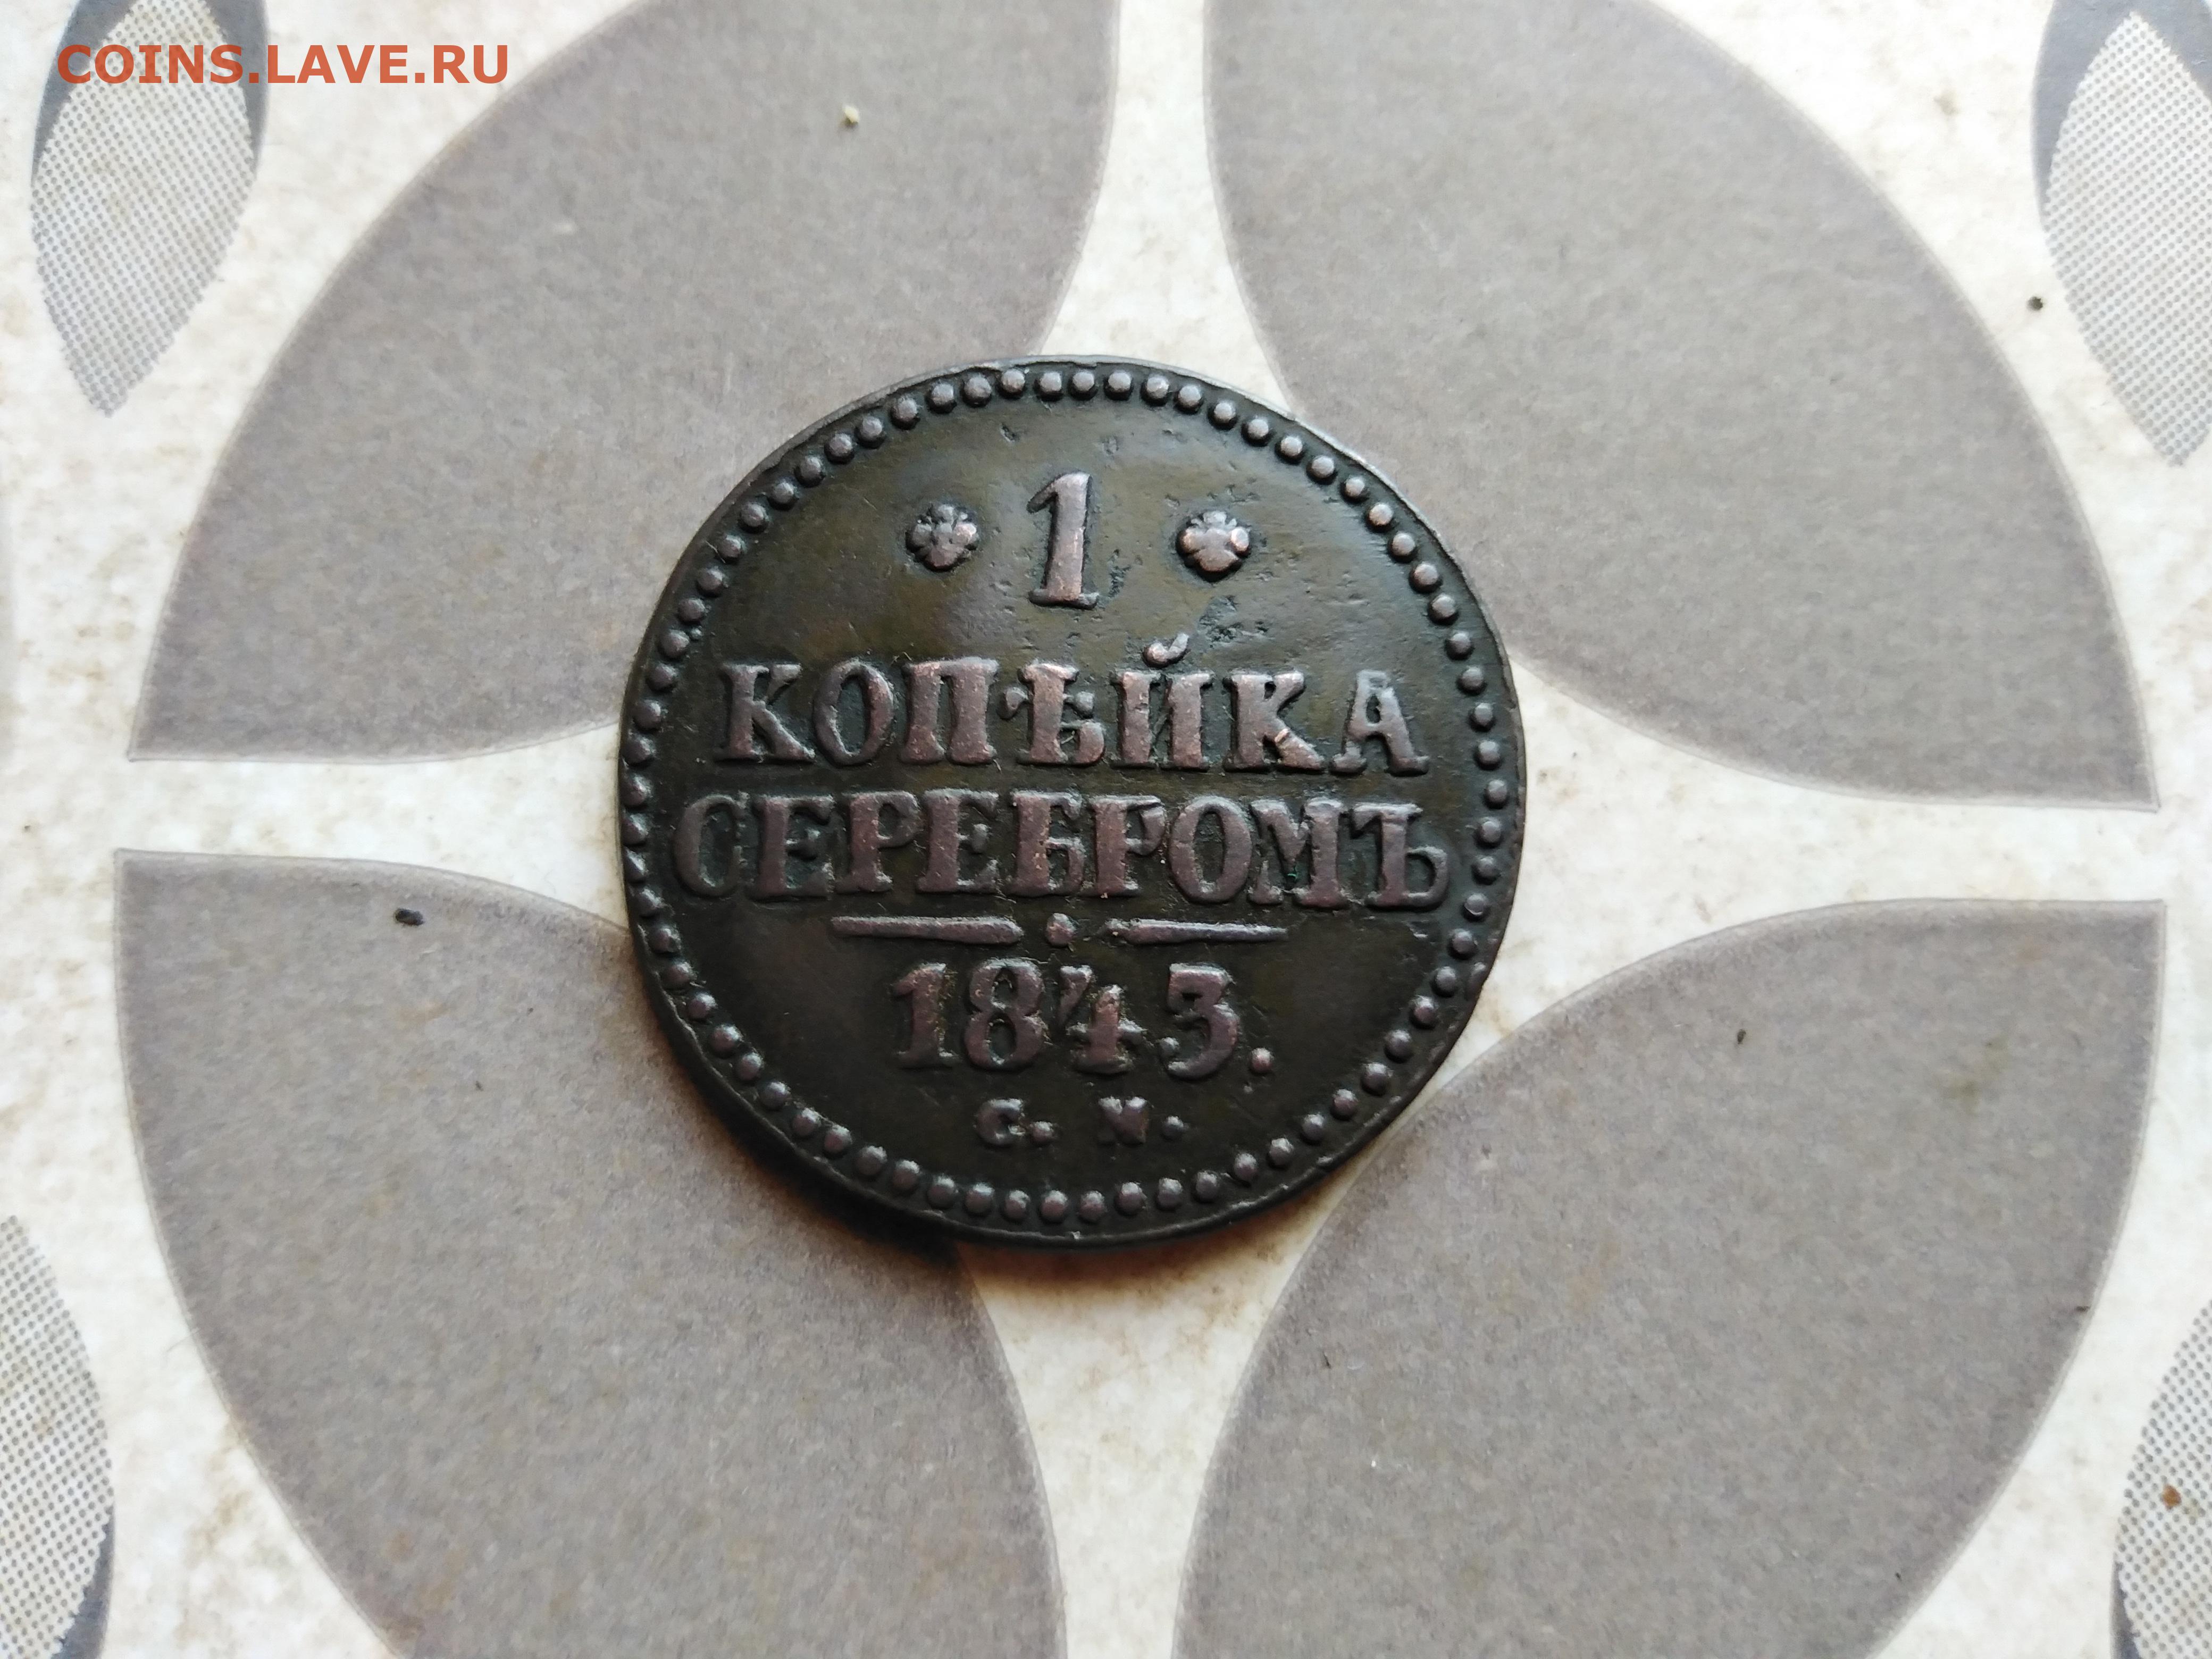 COINS.LAVE.RU
1
КОПѢЙКА
СЕРЕБРОМЪ
1843.
С. М.